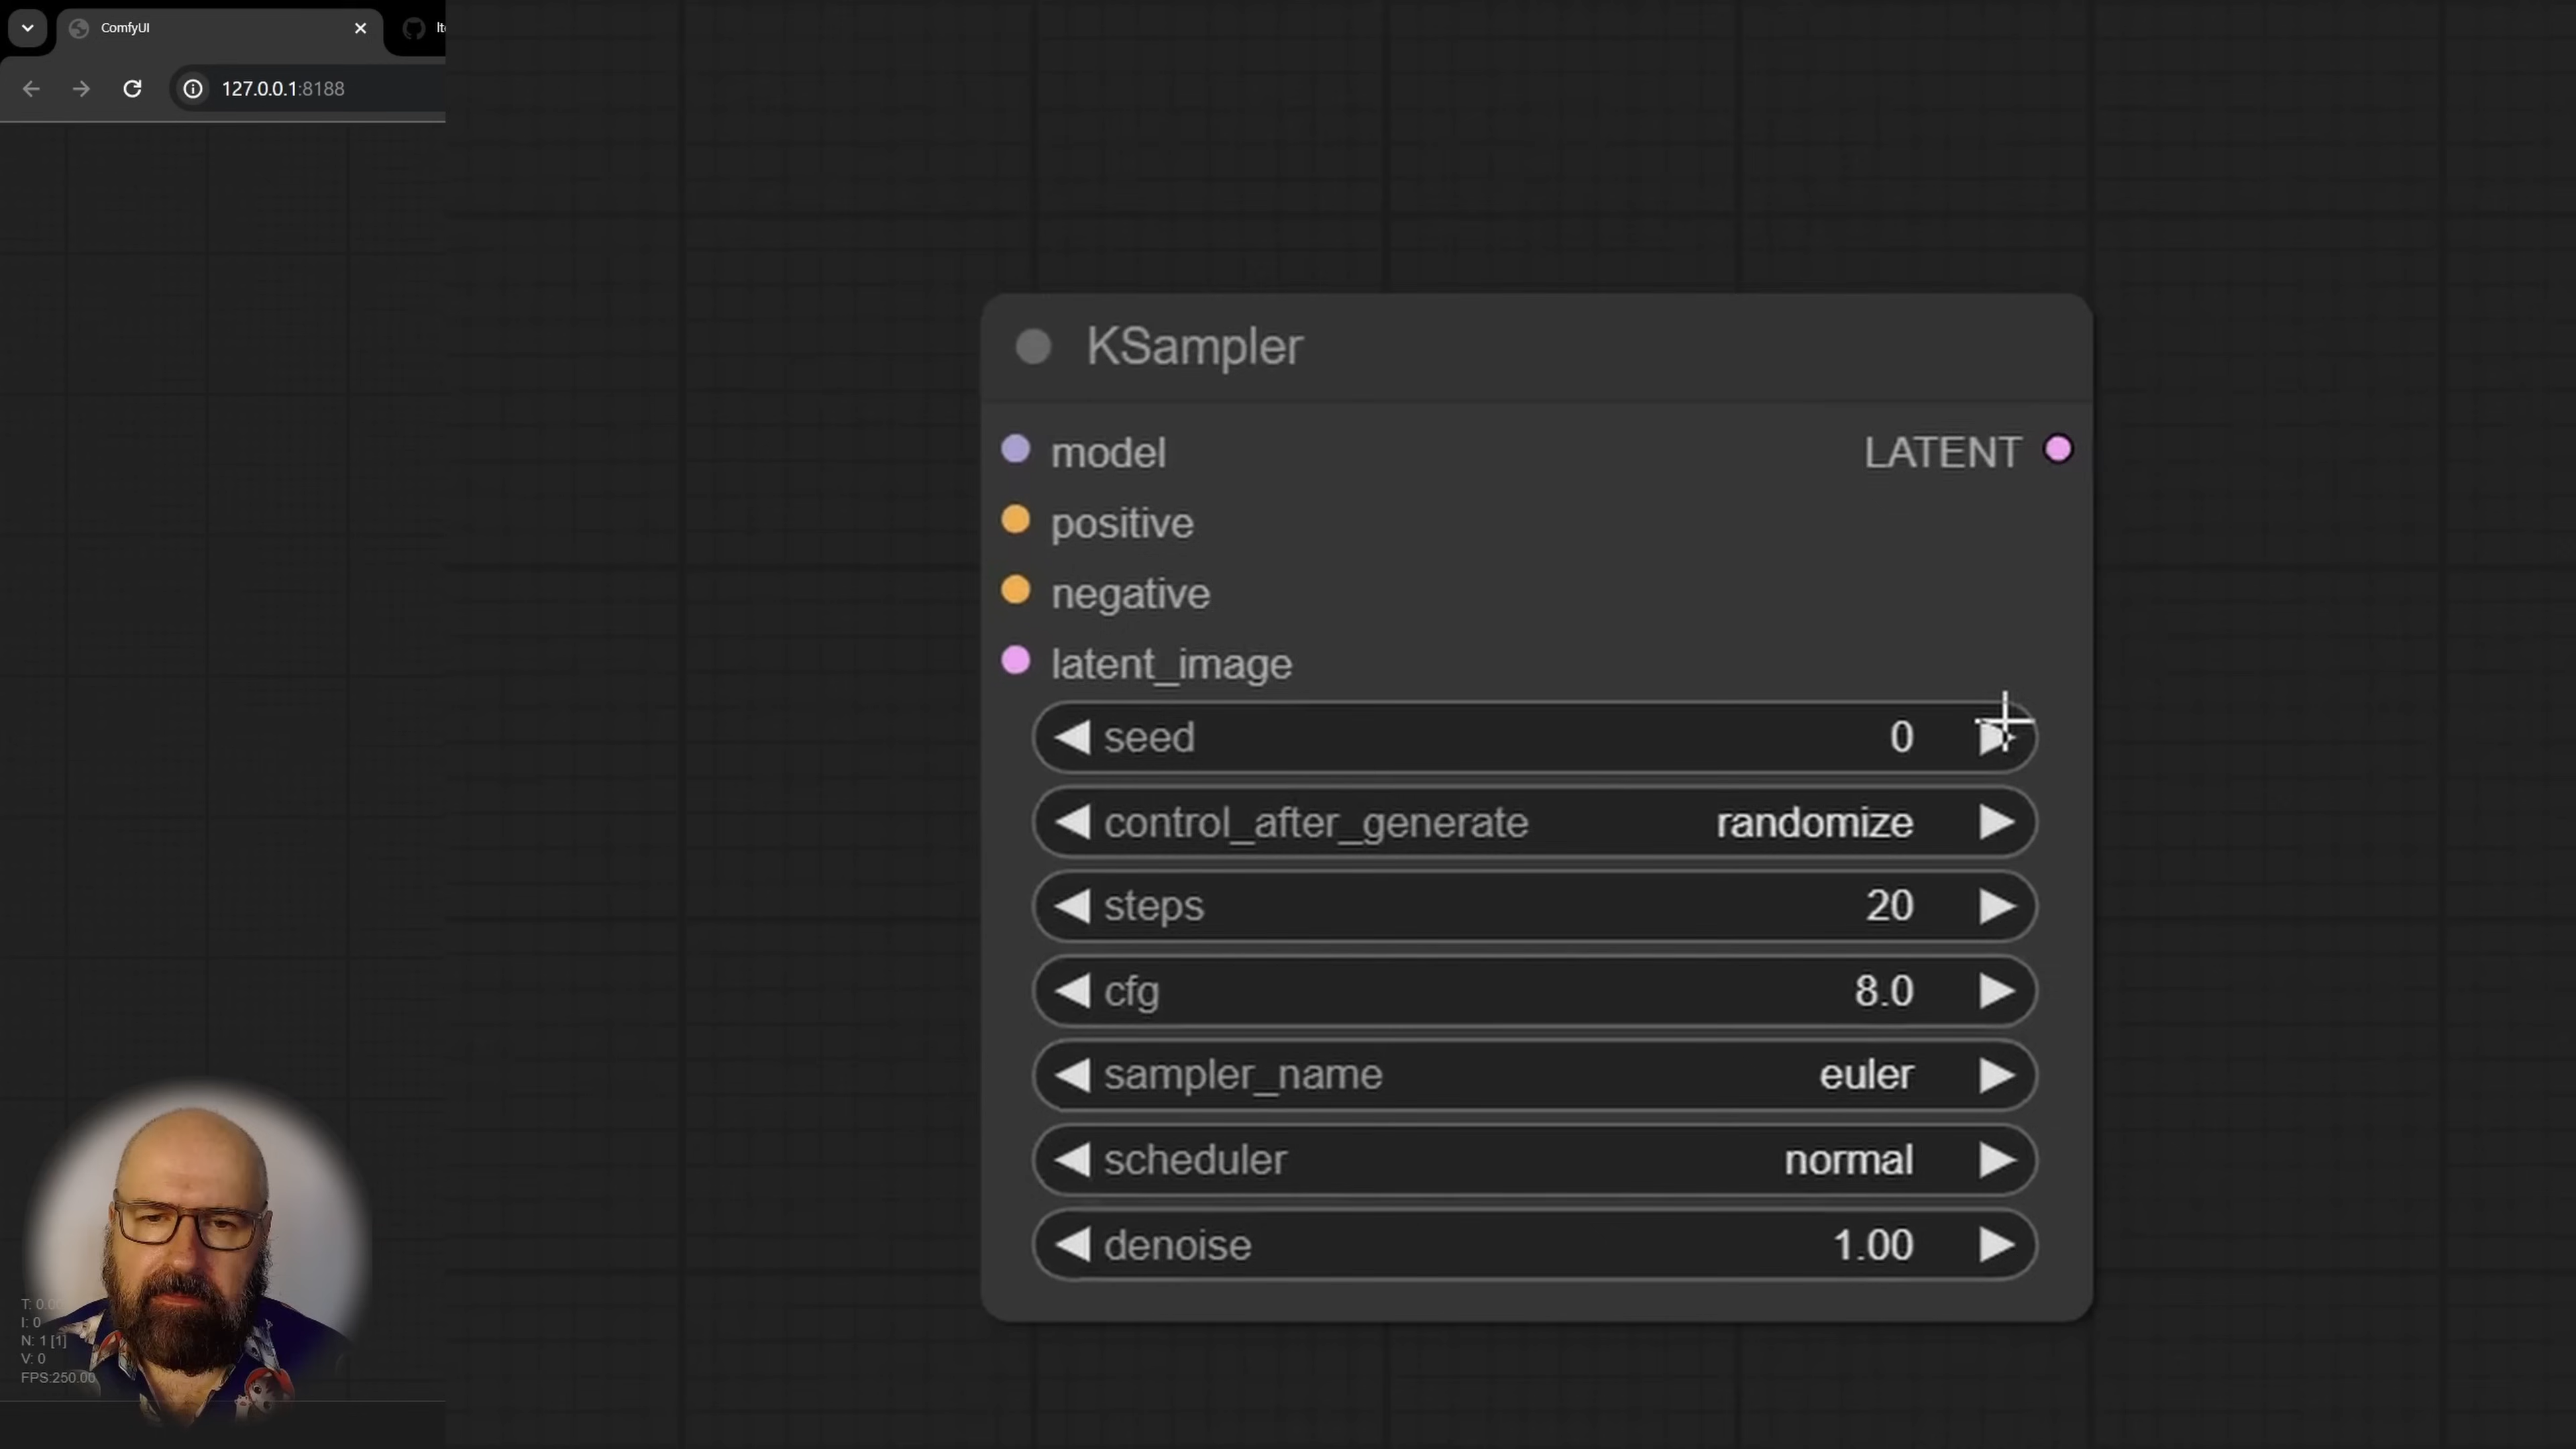 ComfyUI
127.0.0.1:8188
KSampler
model
LATENT
positive
negative
latent_image
seed 0
control_after_generate randomize
steps 20
cfg 8.0
sampler_name euler
scheduler normal
denoise 1.00
I: 0
N: 1 [1]
V: 0
FPS:250.00